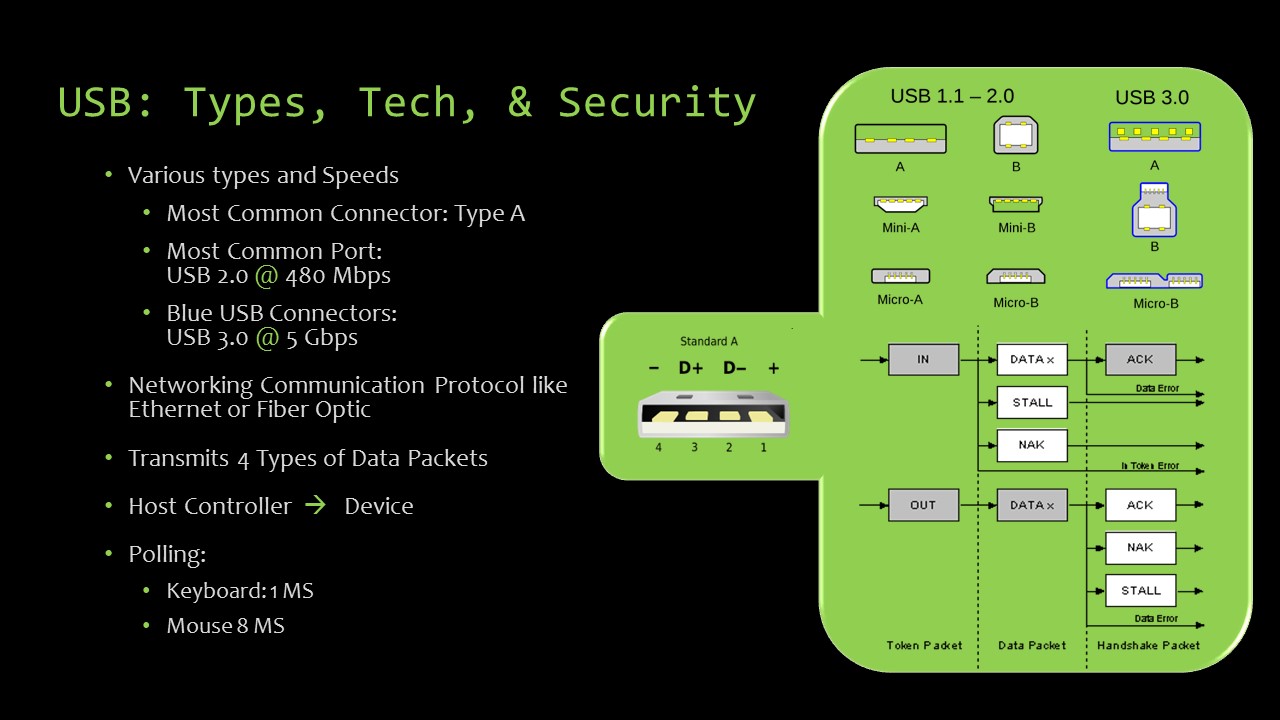 USB: Types, Tech, & Security
• Various types and Speeds
• Most Common Connector: Type A
• Most Common Port:
USB 2.0 @ 480 Mbps
• Blue USB Connectors:
USB 3.0 @ 5 Gbps
• Networking Communication Protocol like
Ethernet or Fiber Optic
• Transmits 4 Types of Data Packets
• Host Controller → Device
• Polling:
• Keyboard: 1 MS
• Mouse 8 MS
Standard A
− D+ D− +
4 3 2 1
USB 1.1 – 2.0 USB 3.0
A B A
Mini-A Mini-B B
Micro-A Micro-B Micro-B
IN DATA x ACK
Data Error
STALL
NAK
In Token Error
OUT DATA x ACK
NAK
STALL
Data Error
Token Packet Data Packet Handshake Packet